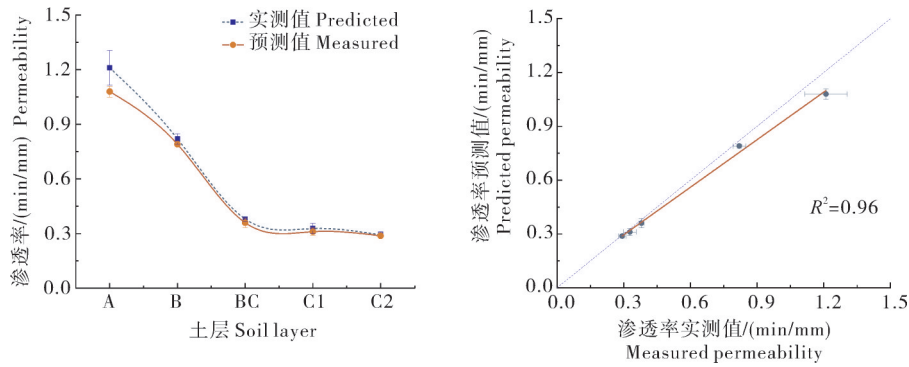 渗透率/(min/mm) Permeability
1.5
1.2
0.9
0.6
0.3
0.0
实测值 Predicted
预测值 Measured
A B BC C1 C2
土层 Soil layer
渗透率预测值/(min/mm)
Predicted permeability
1.5
1.2
0.9
0.6
0.3
0.0
R²=0.96
0.0 0.3 0.6 0.9 1.2 1.5
渗透率实测值/(min/mm)
Measured permeability